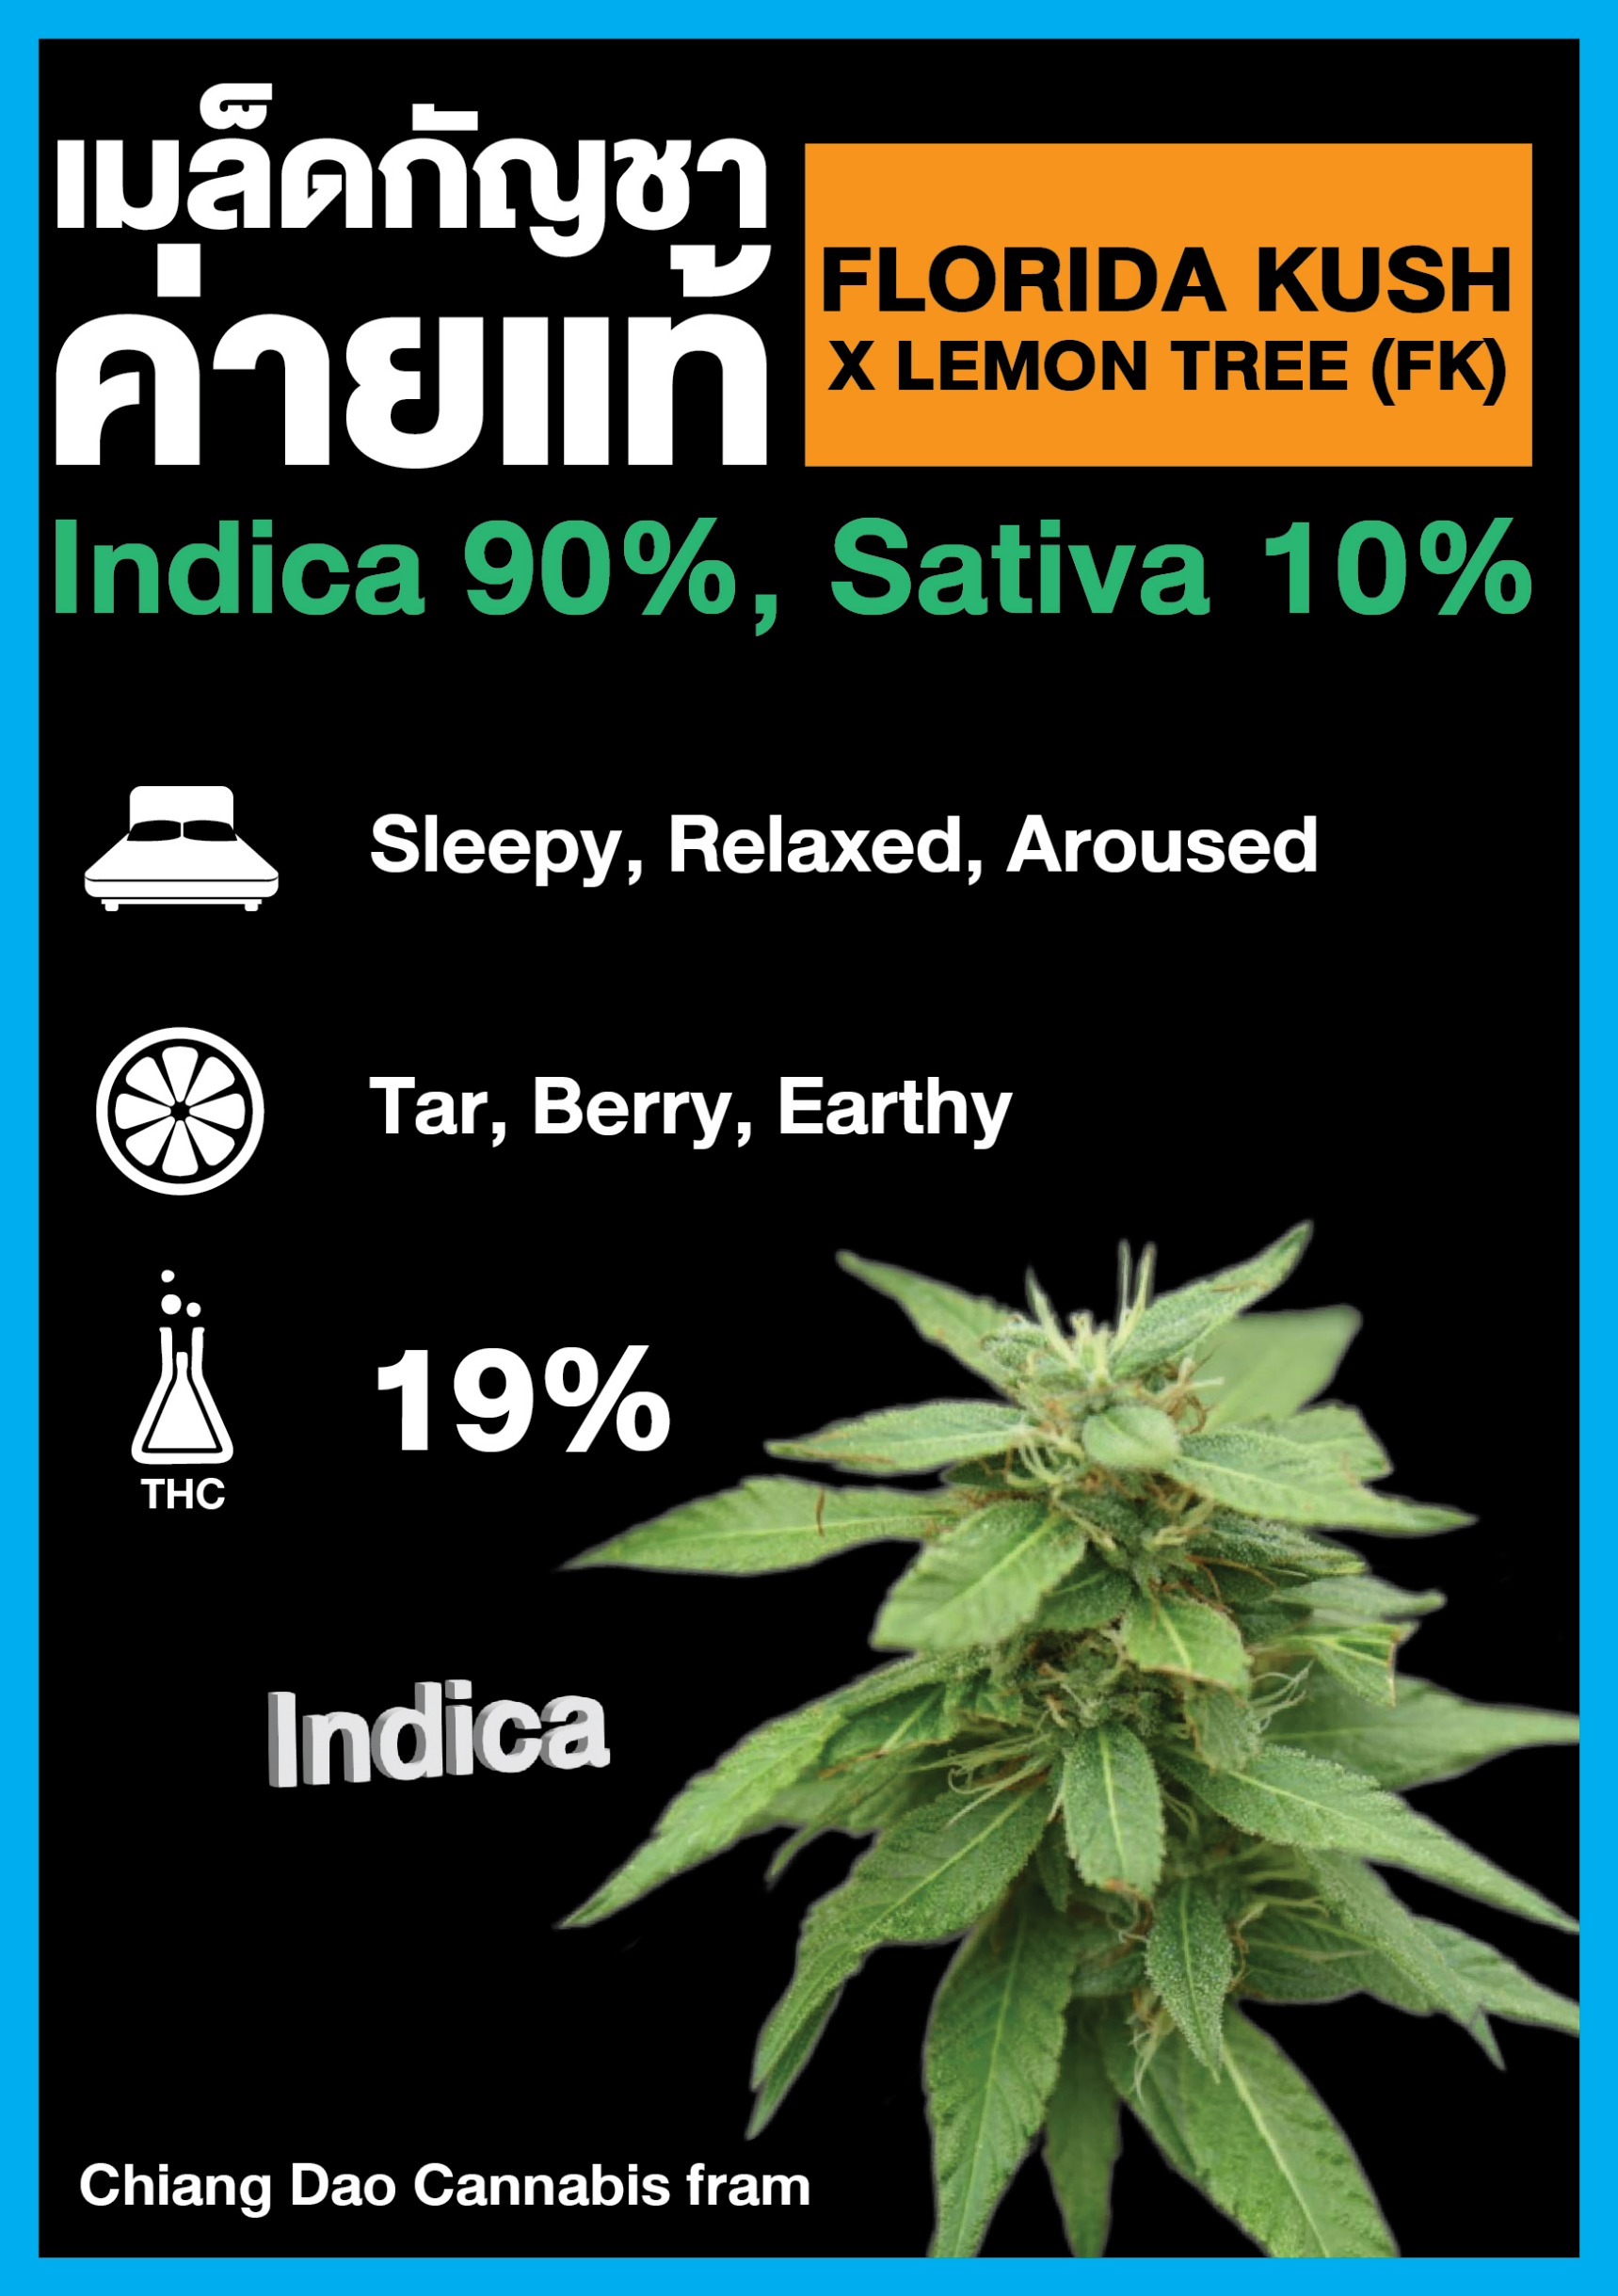 เมล็ดกัญชา
ค่ายแท้
FLORIDA KUSH
X LEMON TREE (FK)
Indica 90%, Sativa 10%
Sleepy, Relaxed, Aroused
Tar, Berry, Earthy
19%
THC
Indica
Chiang Dao Cannabis fram